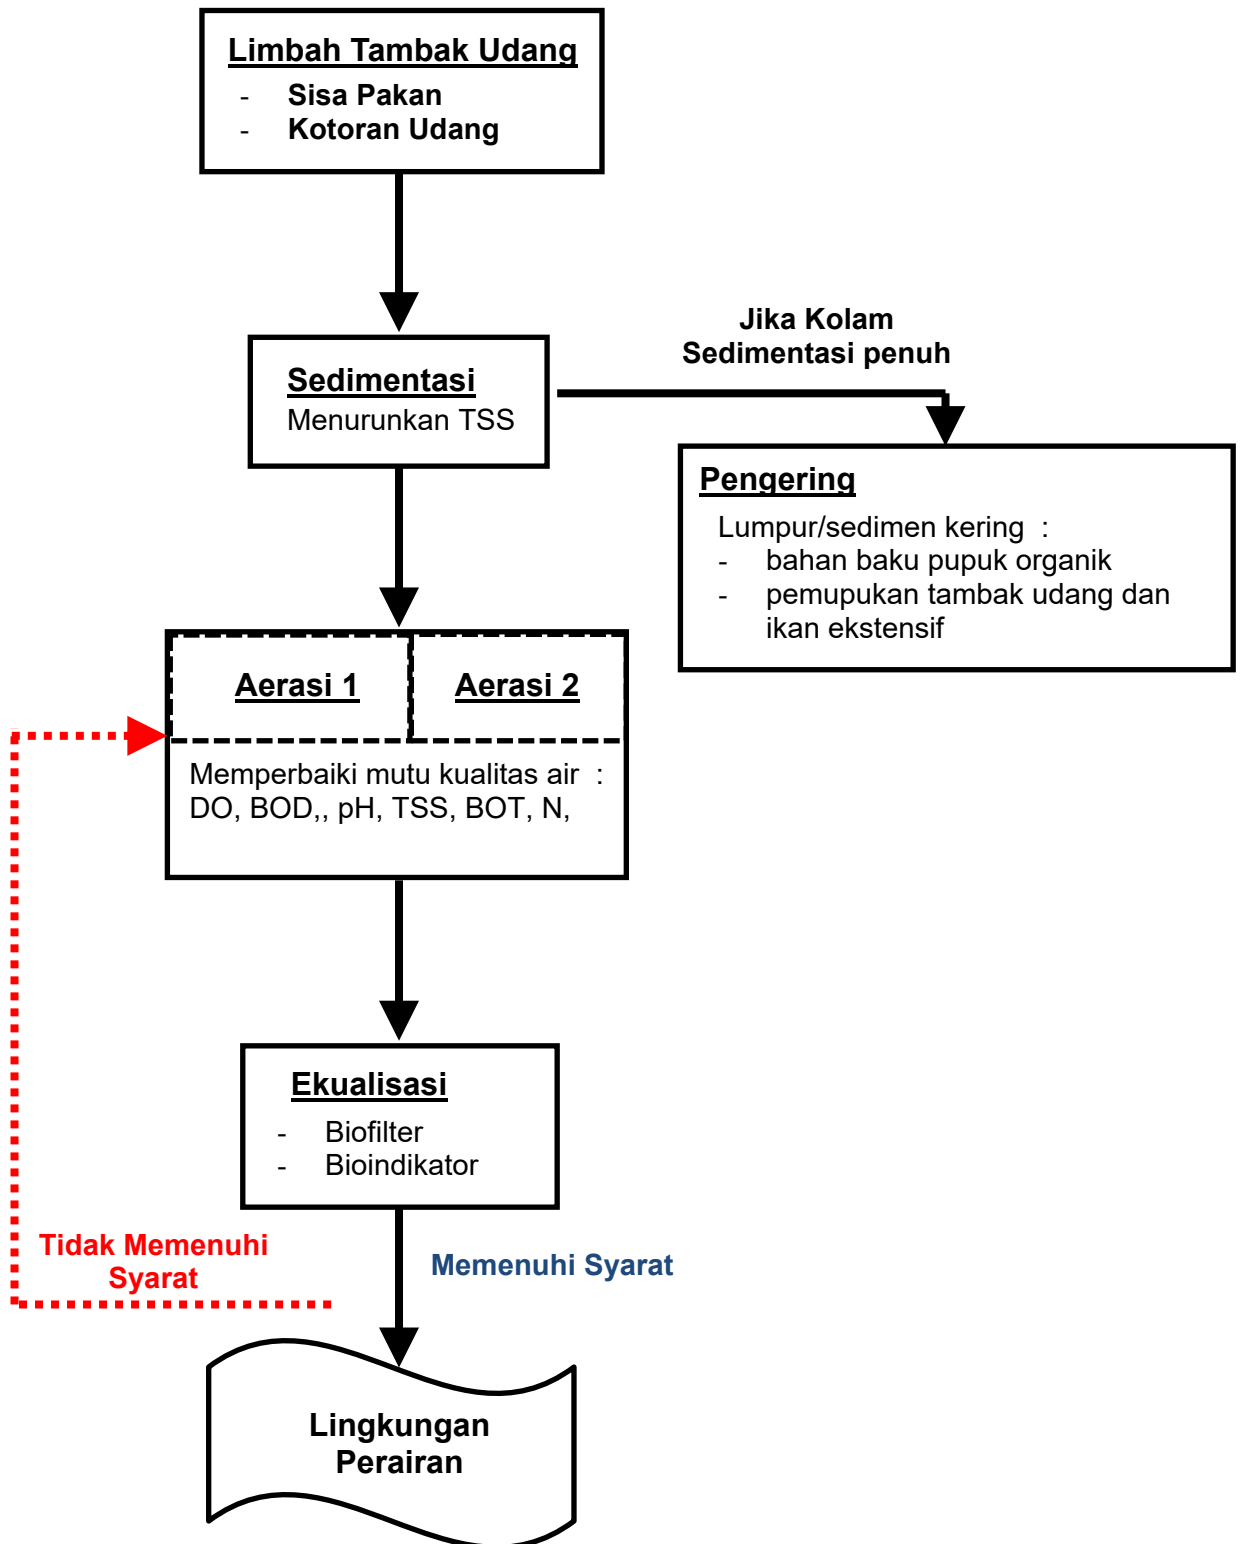 Limbah Tambak Udang
- Sisa Pakan
- Kotoran Udang
Jika Kolam
Sedimentasi penuh
Sedimentasi
Menurunkan TSS
Pengering
Lumpur/sedimen kering :
- bahan baku pupuk organik
- pemupukan tambak udang dan
ikan ekstensif
Aerasi 1
Aerasi 2
Memperbaiki mutu kualitas air :
DO, BOD,, pH, TSS, BOT, N,
Ekualisasi
- Biofilter
- Bioindikator
Tidak Memenuhi
Syarat
Memenuhi Syarat
Lingkungan
Perairan